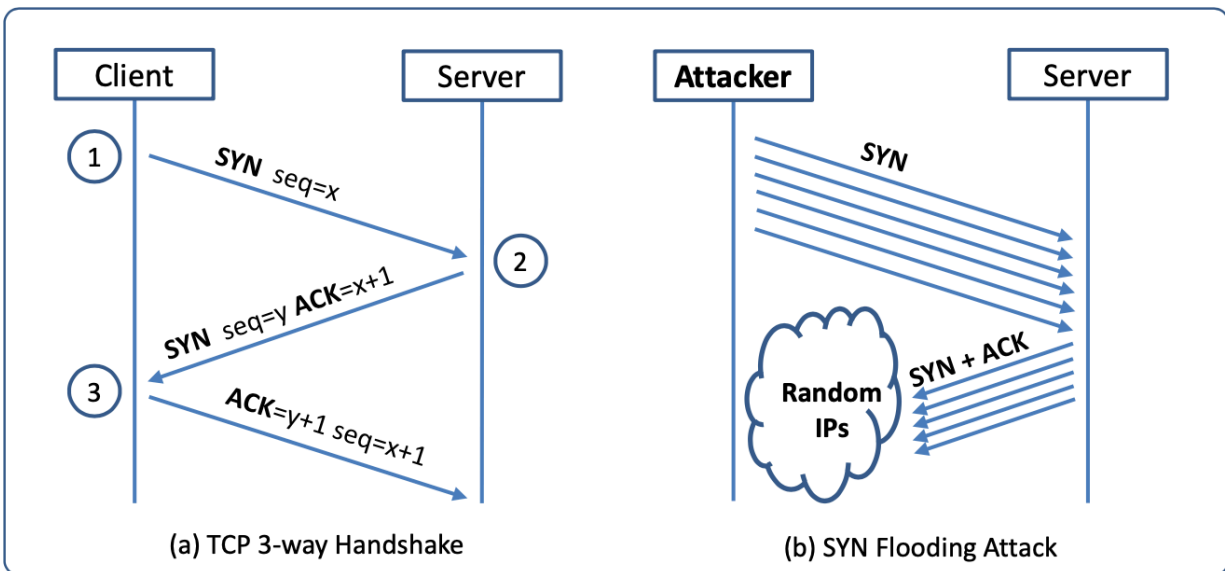 Client
Server
1
SYN seq=x
2
SYN seq=y ACK=x+1
3
ACK=y+1 seq=x+1
(a) TCP 3-way Handshake
Attacker
Server
SYN
SYN + ACK
Random
IPs
(b) SYN Flooding Attack